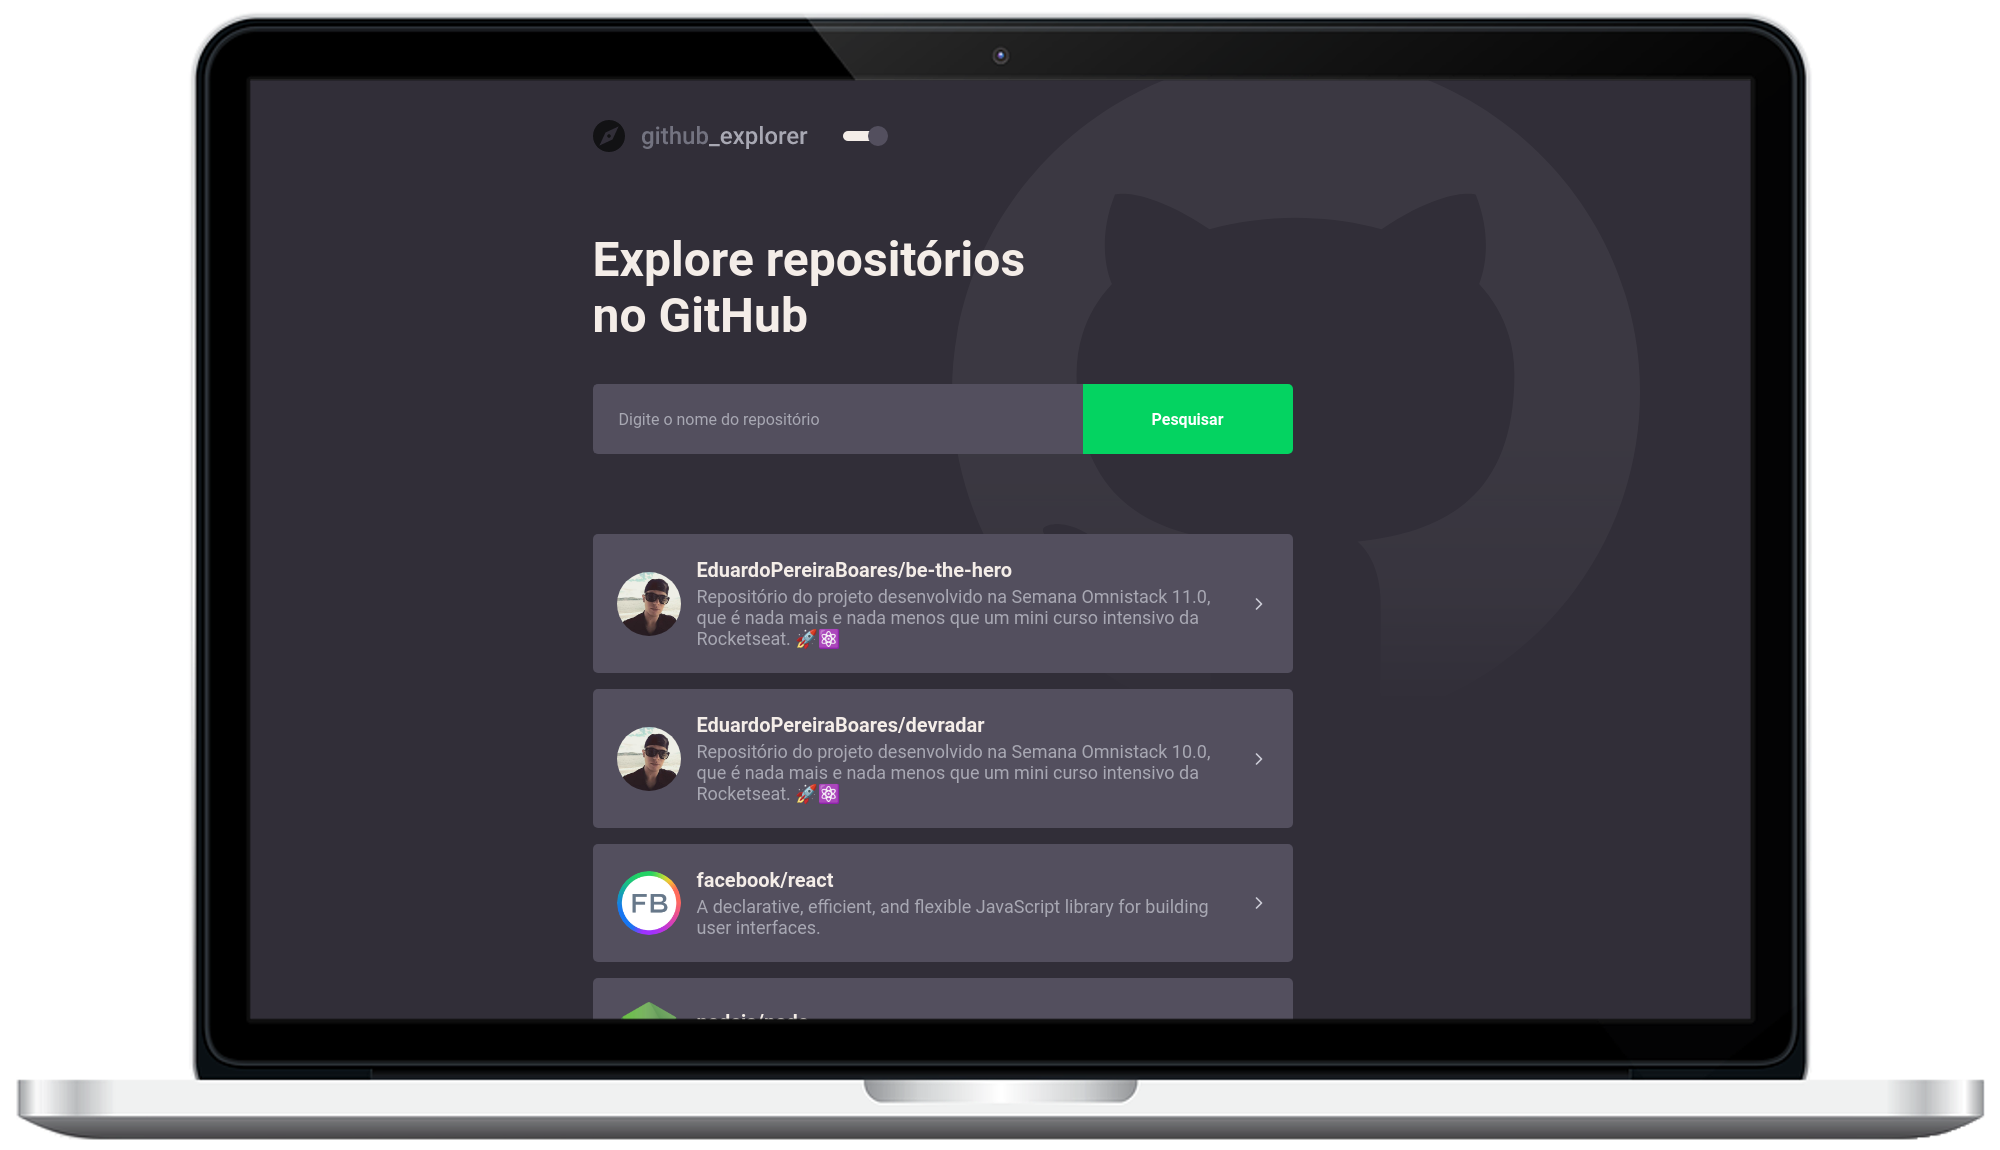 github_explorer
Explore repositórios
no GitHub
Digite o nome do repositório
Pesquisar
EduardoPereiraBoares/be-the-hero
Repositório do projeto desenvolvido na Semana Omnistack 11.0,
que é nada mais e nada menos que um mini curso intensivo da
Rocketseat. 🚀⚛️
EduardoPereiraBoares/devradar
Repositório do projeto desenvolvido na Semana Omnistack 10.0,
que é nada mais e nada menos que um mini curso intensivo da
Rocketseat. 🚀⚛️
FB
facebook/react
A declarative, efficient, and flexible JavaScript library for building
user interfaces.
nodejs/node